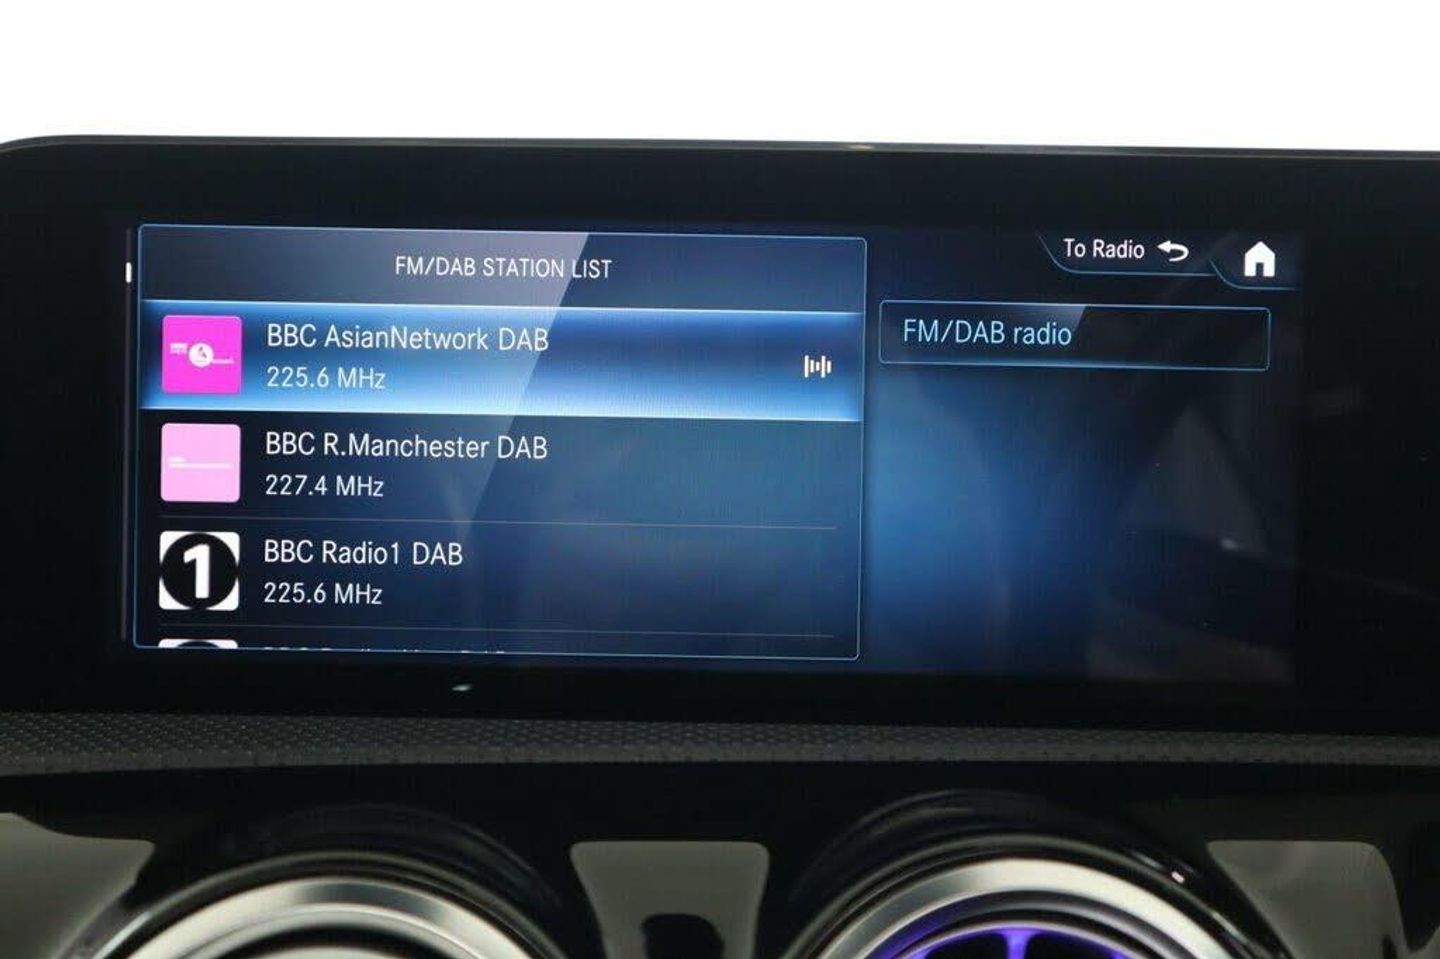 FM/DAB STATION LIST
To Radio
BBC AsianNetwork DAB
225.6 MHz
FM/DAB radio
BBC R.Manchester DAB
227.4 MHz
1
BBC Radio1 DAB
225.6 MHz